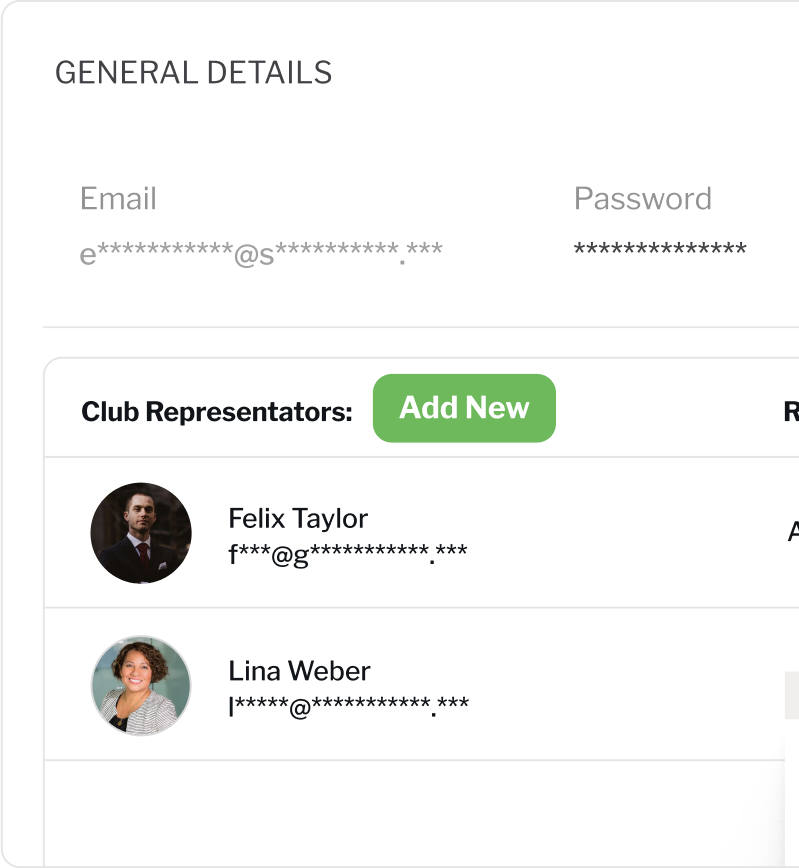 GENERAL DETAILS
Email
Password
e***********@s**********.***
**************
Club Representators:
Add New
R
Felix Taylor
f***@g***********.***
A
Lina Weber
l*****@***********.***